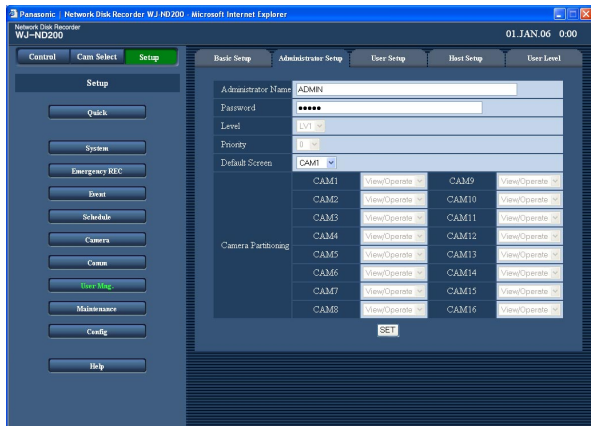 Panasonic | Network Disk Recorder WJ-ND200 - Microsoft Internet Explorer
Network Disk Recorder
WJ-ND200
01.JAN.06 0:00
Control Cam Select Setup
Basic Setup Administrator Setup User Setup Host Setup User Level
Setup
Quick
System
Emergency REC
Event
Schedule
Camera
Comm
User Mng.
Maintenance
Config
Help
Administrator Name ADMIN
Password •••••
Level LV1
Priority 0
Default Screen CAM1
Camera Partitioning
CAM1 View/Operate CAM9 View/Operate
CAM2 View/Operate CAM10 View/Operate
CAM3 View/Operate CAM11 View/Operate
CAM4 View/Operate CAM12 View/Operate
CAM5 View/Operate CAM13 View/Operate
CAM6 View/Operate CAM14 View/Operate
CAM7 View/Operate CAM15 View/Operate
CAM8 View/Operate CAM16 View/Operate
SET